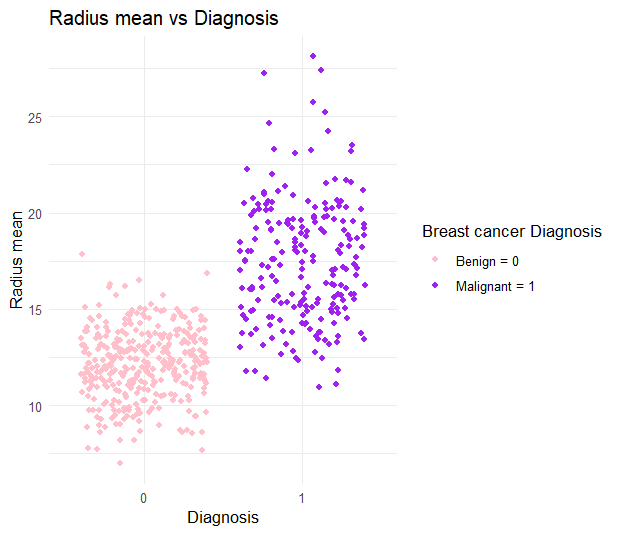 Radius mean vs Diagnosis
Radius mean
25
20
15
10
0
1
Diagnosis
Breast cancer Diagnosis
Benign = 0
Malignant = 1